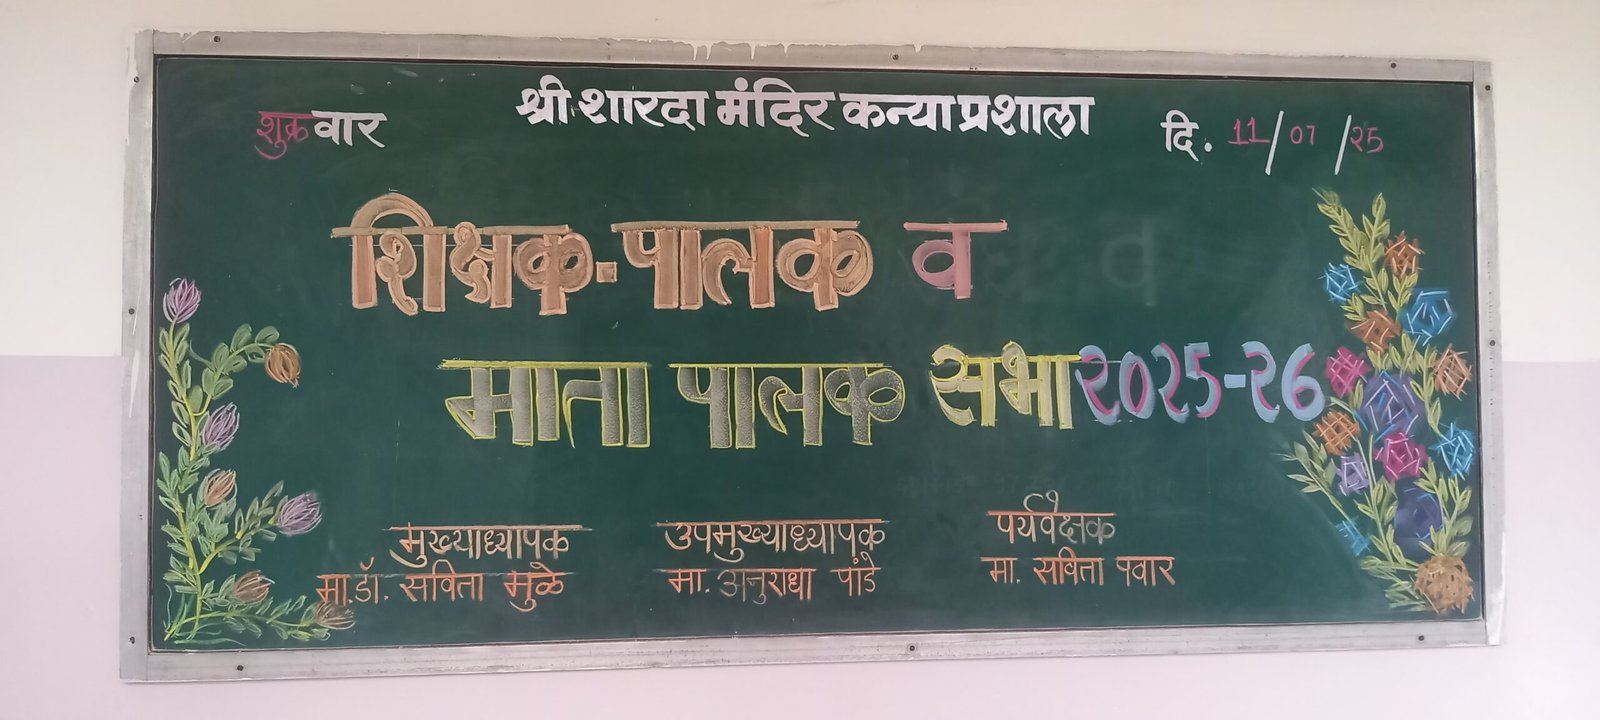 श्री शारदा मंदिर कन्या प्रशाला
शुक्रवार
दि. 11/07/25
शिक्षक-पालक व
माता पालक सभा २०२५-२६
मुख्याध्यापक
मा.डॉ. सविता मुळे
उपमुख्याध्यापक
मा. अनुराधा पांडे
पर्यवेक्षक
मा. सविता पवार